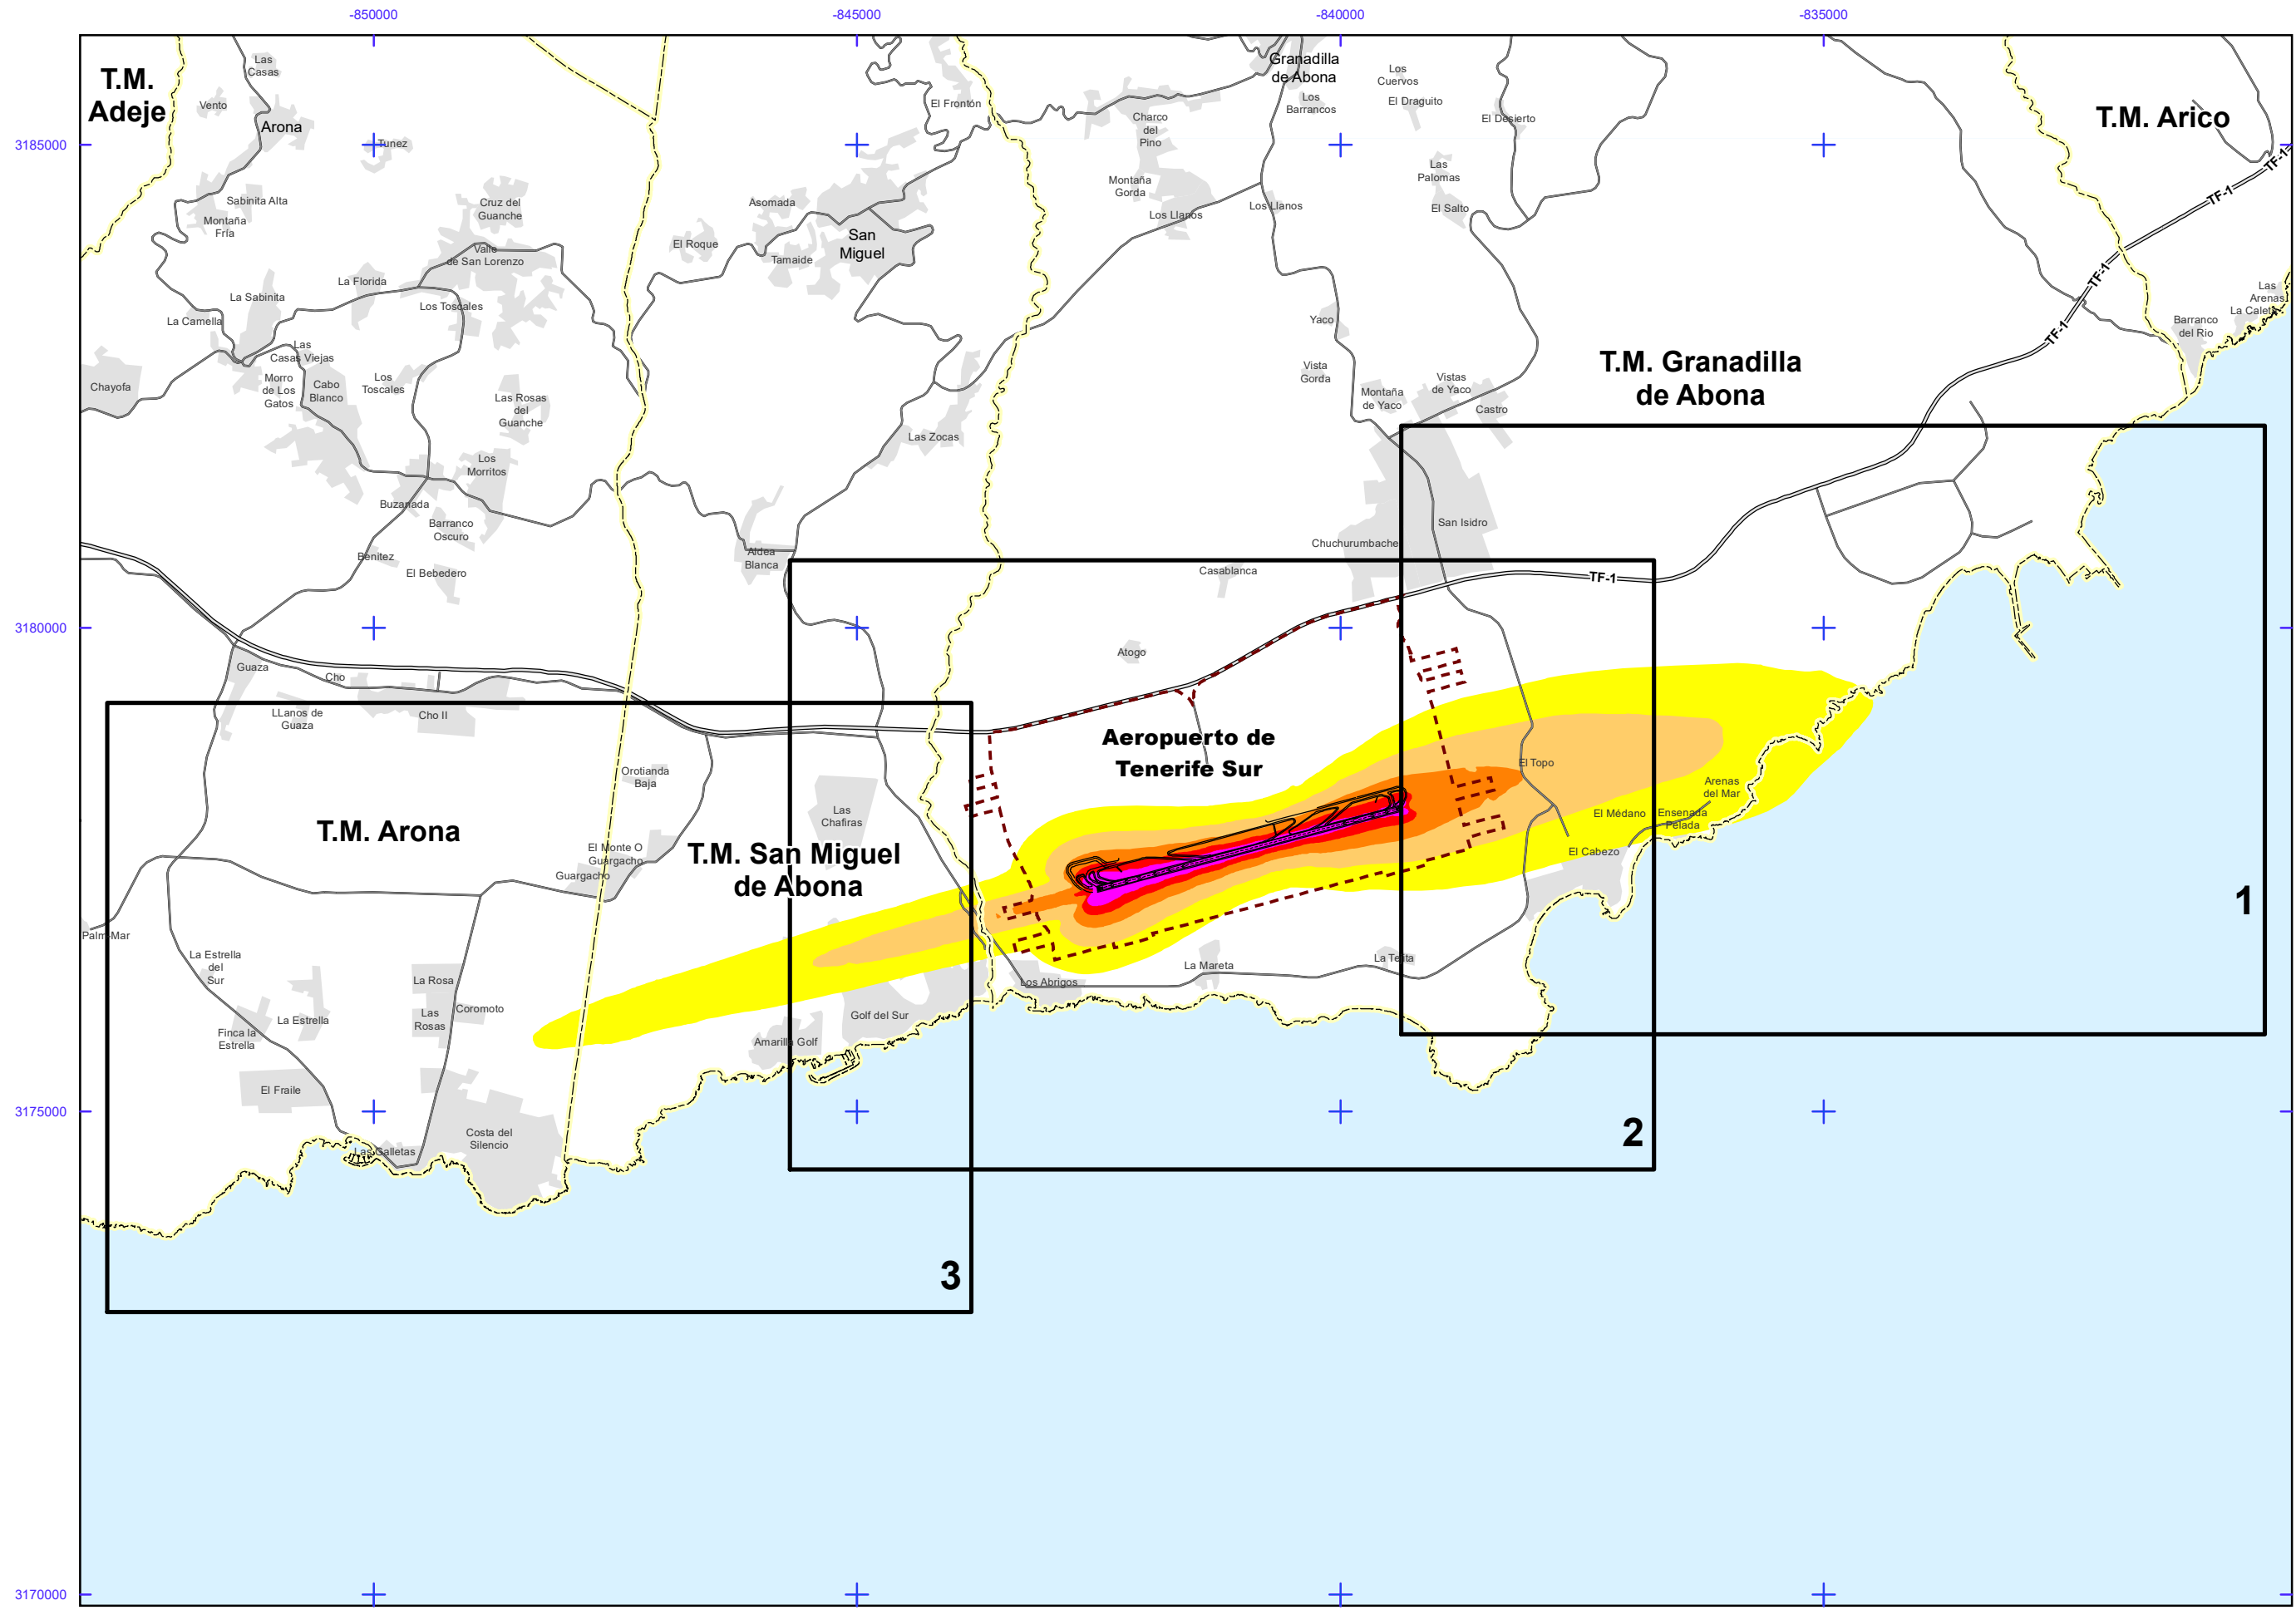 -850000
-845000
-840000
-835000
3185000
3180000
3175000
3170000
T.M.
Adeje
Las
Casas
Vento
Arona
Tunez
El Frontón
Granadilla
de Abona
Los
Cuervos
Los
Barrancos
El Draguito
El Desierto
Charco
del
Pino
T.M. Arico
TF-1
TF-1
Sabinita Alta
Montaña
Fría
Cruz del
Guanche
Valle
de San Lorenzo
Asomada
El Roque
Tamaide
San
Miguel
Montaña
Gorda
Los Llanos
Los Llanos
Las
Palomas
El Salto
La Florida
La Sabinita
La Camella
Los Toscales
Las
Casas Viejas
Chayofa
Morro
de Los
Gatos
Cabo
Blanco
Los
Toscales
Las Rosas
del
Guanche
Los
Morritos
Buzanada
Barranco
Oscuro
Benitez
El Bebedero
Las Zocas
Aldea
Blanca
Yaco
Vista
Gorda
Montaña
de Yaco
Vistas
de Yaco
Castro
T.M. Granadilla
de Abona
TF-1
TF-1
Las
Arenas
La Caleta
Barranco
del Rio
San Isidro
Chuchurumbache
Casablanca
TF-1
Atogo
Guaza
Cho
LLanos de
Guaza
Cho II
Orotianda
Baja
Aeropuerto de
Tenerife Sur
El Topo
Arenas
del Mar
El Médano
Ensenada
Pelada
El Cabezo
Las
Chafiras
T.M. Arona
El Monte O
Guargacho
Guargacho
T.M. San Miguel
de Abona
1
Palm-Mar
La Estrella
del
Sur
La Rosa
Las
Rosas
Coromoto
La Estrella
Finca la
Estrella
El Fraile
Los Abrigos
La Mareta
La Tejita
Golf del Sur
Amarilla Golf
Costa del
Silencio
Las Galletas
2
3